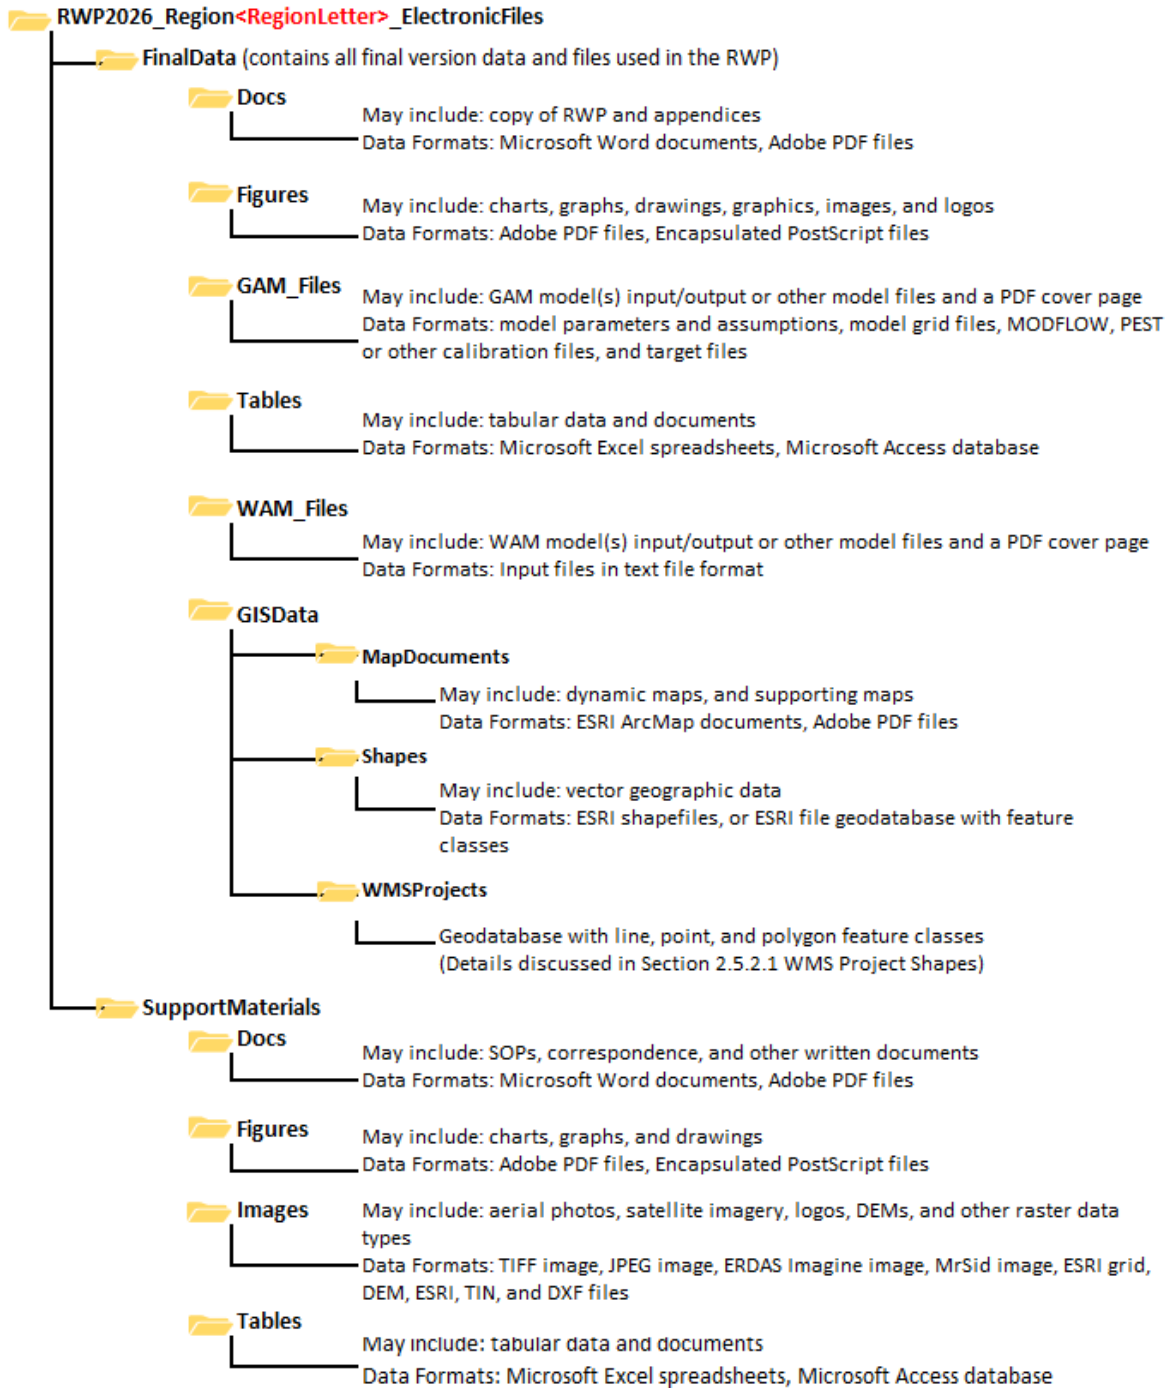 RWP2026_Region<RegionLetter>_ElectronicFiles
FinalData (contains all final version data and files used in the RWP)
Docs
May include: copy of RWP and appendices
Data Formats: Microsoft Word documents, Adobe PDF files
Figures
May include: charts, graphs, drawings, graphics, images, and logos
Data Formats: Adobe PDF files, Encapsulated PostScript files
GAM_Files
May include: GAM model(s) input/output or other model files and a PDF cover page
Data Formats: model parameters and assumptions, model grid files, MODFLOW, PEST
or other calibration files, and target files
Tables
May include: tabular data and documents
Data Formats: Microsoft Excel spreadsheets, Microsoft Access database
WAM_Files
May include: WAM model(s) input/output or other model files and a PDF cover page
Data Formats: Input files in text file format
GISData
MapDocuments
May include: dynamic maps, and supporting maps
Data Formats: ESRI ArcMap documents, Adobe PDF files
Shapes
May include: vector geographic data
Data Formats: ESRI shapefiles, or ESRI file geodatabase with feature
classes
WMSProjects
Geodatabase with line, point, and polygon feature classes
(Details discussed in Section 2.5.2.1 WMS Project Shapes)
SupportMaterials
Docs
May include: SOPs, correspondence, and other written documents
Data Formats: Microsoft Word documents, Adobe PDF files
Figures
May include: charts, graphs, and drawings
Data Formats: Adobe PDF files, Encapsulated PostScript files
Images
May include: aerial photos, satellite imagery, logos, DEMs, and other raster data
types
Data Formats: TIFF image, JPEG image, ERDAS Imagine image, MrSid image, ESRI grid,
DEM, ESRI, TIN, and DXF files
Tables
May include: tabular data and documents
Data Formats: Microsoft Excel spreadsheets, Microsoft Access database